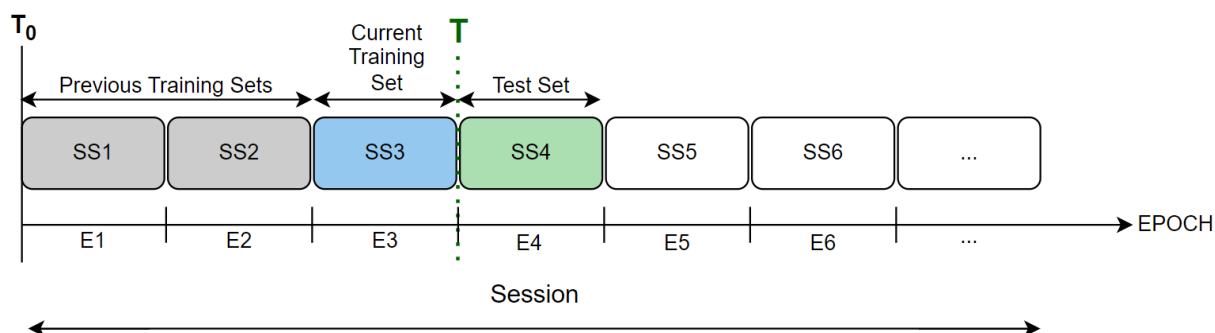 T0
Current
Training
Set
T
Previous Training Sets
Test Set
SS1
SS2
SS3
SS4
SS5
SS6
...
E1
E2
E3
E4
E5
E6
...
EPOCH
Session